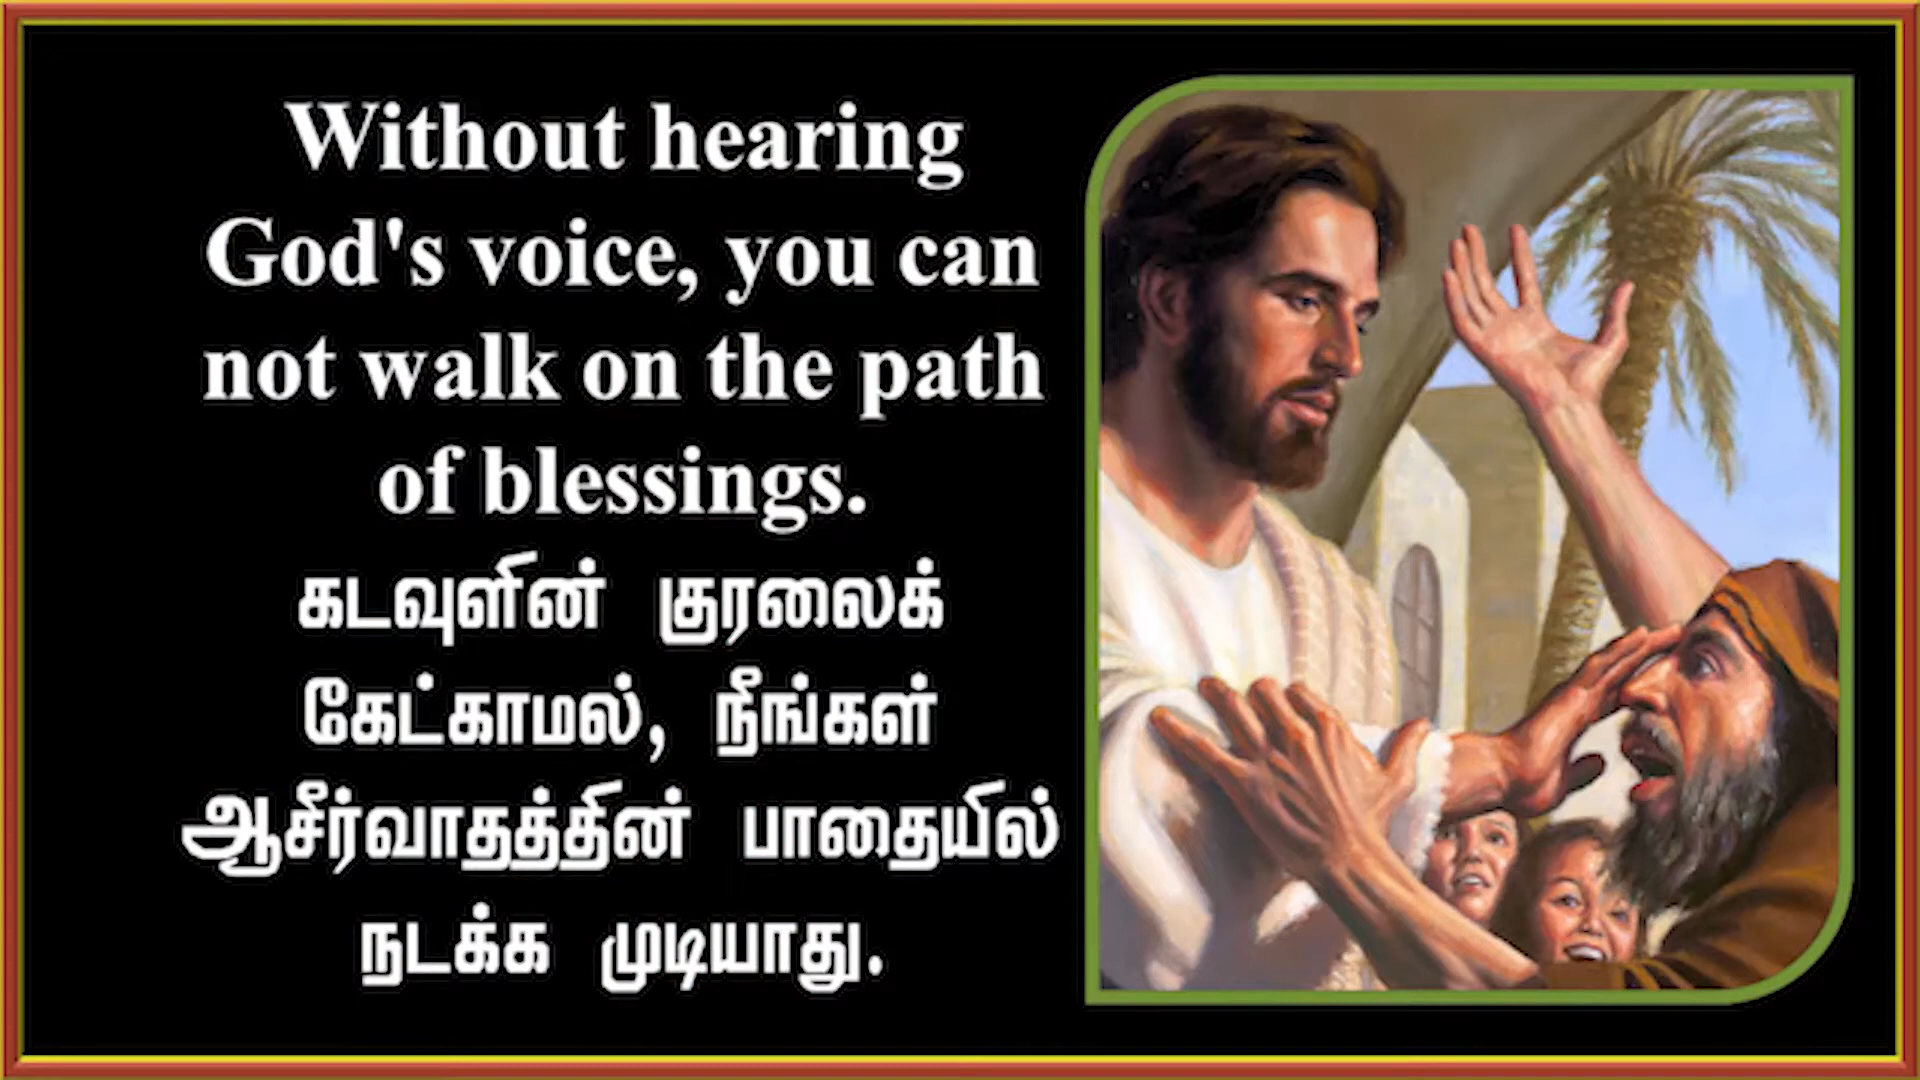 Without hearing
God's voice, you can
not walk on the path
of blessings.
கடவுளின் குரலைக்
கேட்காமல், நீங்கள்
ஆசீர்வாதத்தின் பாதையில்
நடக்க முடியாது.